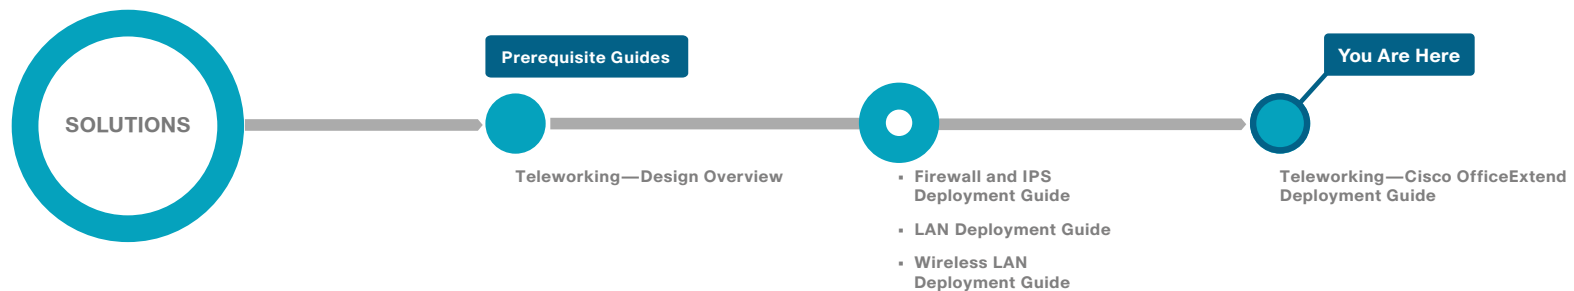 SOLUTIONS
Prerequisite Guides
Teleworking—Design Overview
▪ Firewall and IPS
Deployment Guide
▪ LAN Deployment Guide
▪ Wireless LAN
Deployment Guide
You Are Here
Teleworking—Cisco OfficeExtend
Deployment Guide